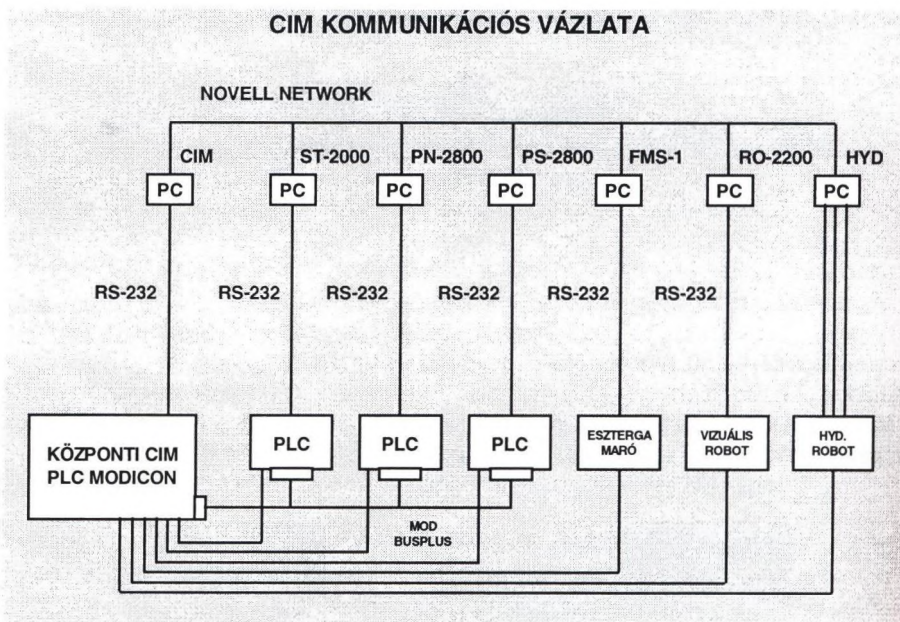 CIM KOMMUNIKÁCIÓS VÁZLATA
NOVELL NETWORK
CIM ST-2000 PN-2800 PS-2800 FMS-1 RO-2200 HYD
PC PC PC PC PC PC PC
RS-232 RS-232 RS-232 RS-232 RS-232 RS-232
KÖZPONTI CIM
PLC MODICON
PLC PLC PLC
ESZTERGA
MARÓ
VIZUÁLIS
ROBOT
HYD.
ROBOT
MOD
BUSPLUS